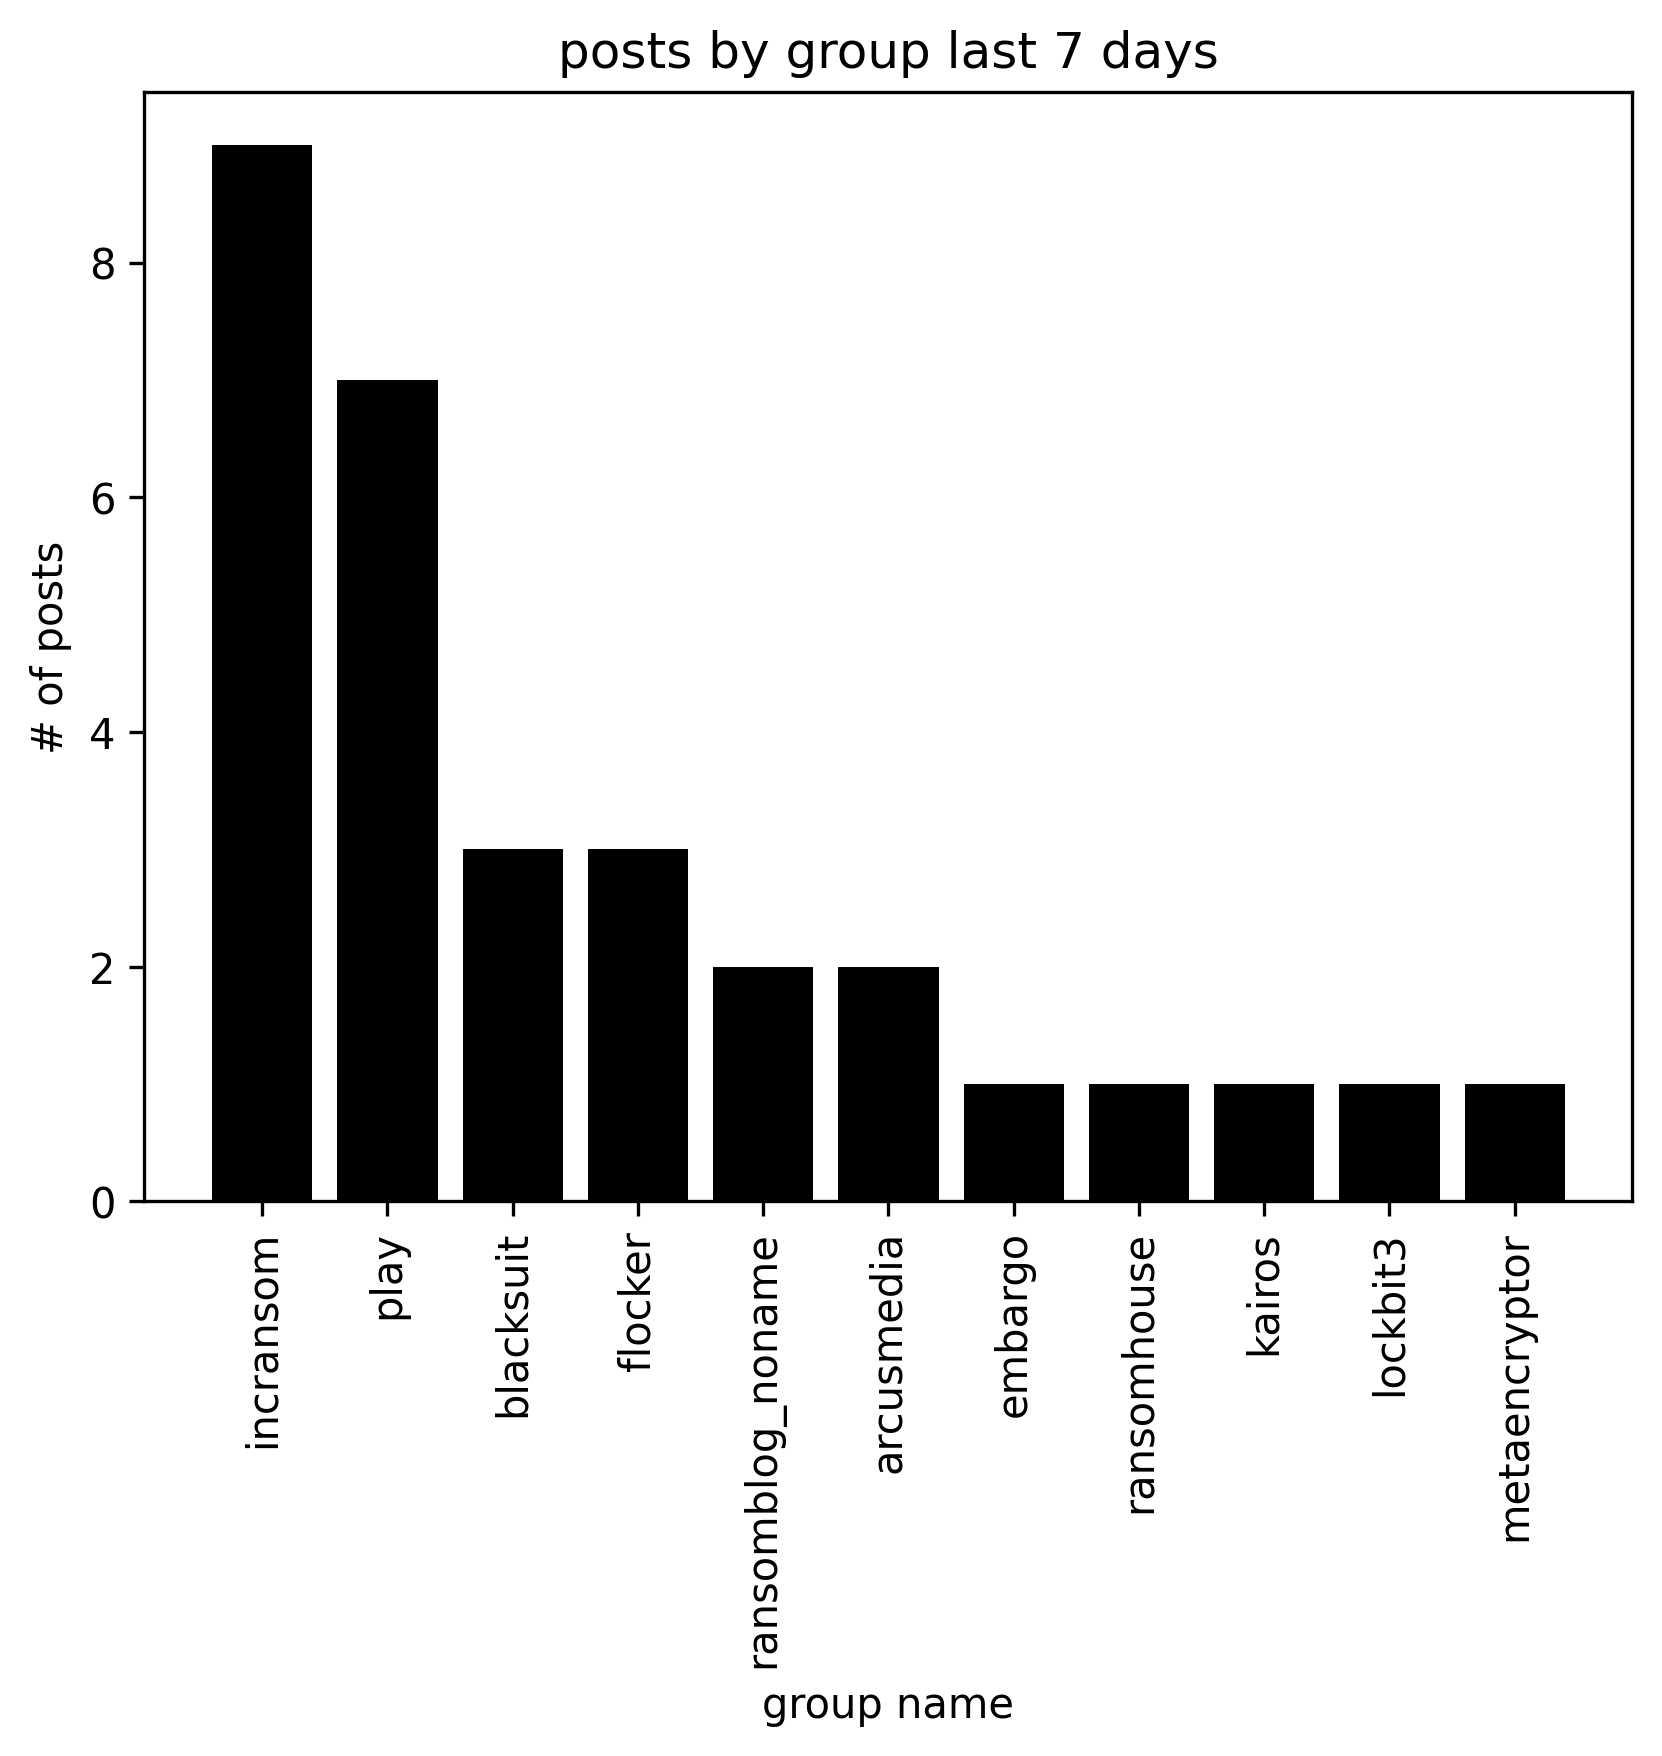 posts by group last 7 days
# of posts
8
6
4
2
0
incransom
play
blacksuit
flocker
ransomblog_noname
arcusmedia
embargo
ransomhouse
kairos
lockbit3
metaencryptor
group name